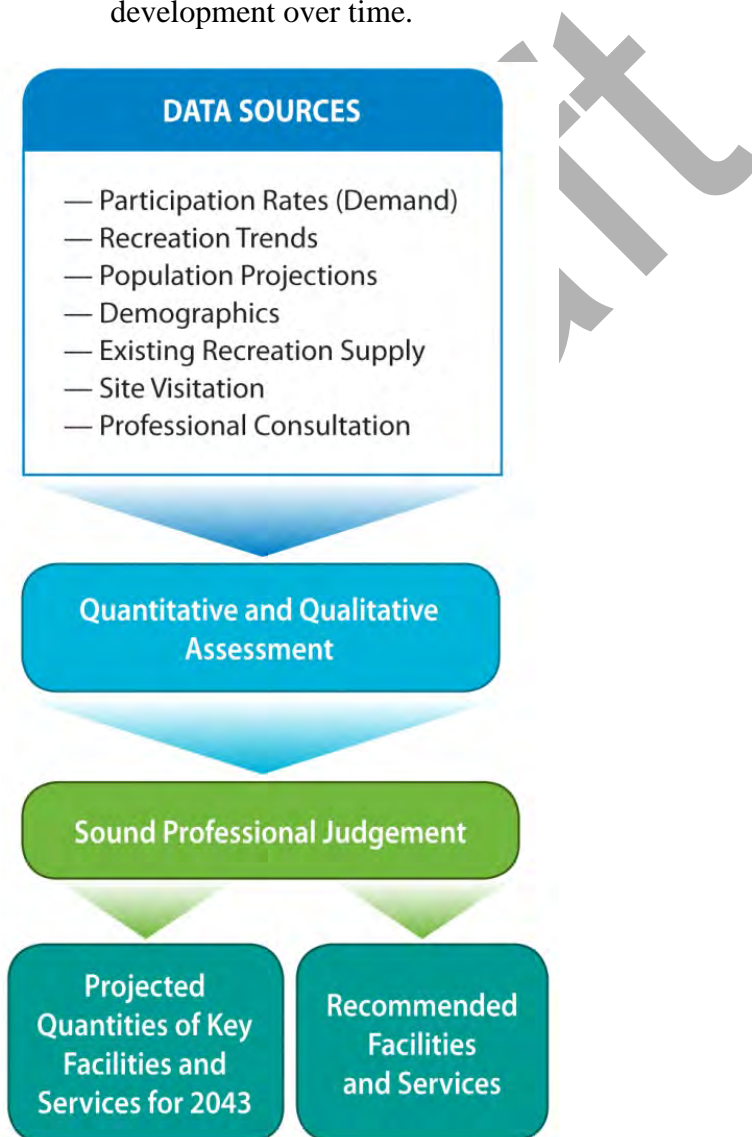 development over time.
DATA SOURCES
— Participation Rates (Demand)
— Recreation Trends
— Population Projections
— Demographics
— Existing Recreation Supply
— Site Visitation
— Professional Consultation
Quantitative and Qualitative
Assessment
Sound Professional Judgement
Projected
Quantities of Key
Facilities and
Services for 2043
Recommended
Facilities
and Services